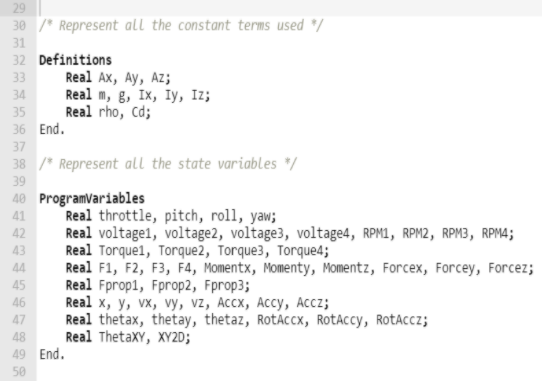 29
30 /* Represent all the constant terms used */
31
32 Definitions
33 Real Ax, Ay, Az;
34 Real m, g, Ix, Iy, Iz;
35 Real rho, Cd;
36 End.
37
38 /* Represent all the state variables */
39
40 ProgramVariables
41 Real throttle, pitch, roll, yaw;
42 Real voltage1, voltage2, voltage3, voltage4, RPM1, RPM2, RPM3, RPM4;
43 Real Torque1, Torque2, Torque3, Torque4;
44 Real F1, F2, F3, F4, Momentx, Momenty, Momentz, Forcex, Forcey, Forcez;
45 Real Fprop1, Fprop2, Fprop3;
46 Real x, y, vx, vy, vz, Accx, Accy, Accz;
47 Real thetax, thetay, thetaz, RotAccx, RotAccy, RotAccz;
48 Real ThetaXY, XY2D;
49 End.
50